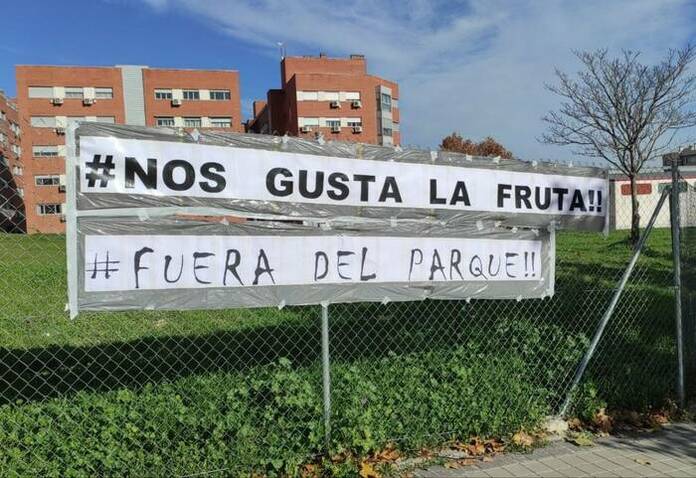 #NOS GUSTA LA FRUTA!!
#FUERA DEL PARQUE!!